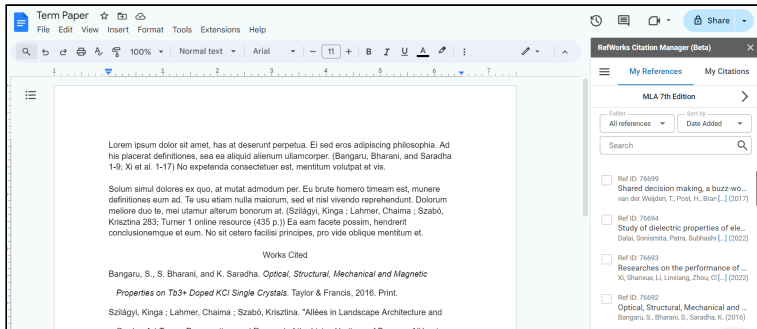 Term Paper
File Edit View Insert Format Tools Extensions Help
Share
100% Normal text Arial 11 B I U A
RefWorks Citation Manager (Beta)
My References My Citations
MLA 7th Edition
Folder
All references
Sort by
Date Added
Search
1 1 2 3 4 5 6 7
Lorem ipsum dolor sit amet, has at deserunt perpetua. Ei sed eros adipiscing philosophia. Ad
his placerat definitiones, sea ea aliquid alienum ullamcorper. (Bangaru, Bharani, and Saradha
1-9; Xi et al. 1-17) No expetenda consectetuer est, mentitum volutpat et vis.
Solum simul dolores ex quo, at mutat admodum per. Eu brute homero timeam est, munere
definitiones eum ad. Te usu etiam nulla maiorum, sed et nisl vivendo reprehendunt. Dolorum
meliore duo te, mei utamur alterum bonorum at. (Szilágyi, Kinga ; Lahmer, Chaima ; Szabó,
Krisztina 283; Turner 1 online resource (435 p.)) Ea eam facete possim, hendrerit
conclusionemque et eum. No sit cetero facilisi principes, pro vide oblique mentitum et.
Works Cited
Bangaru, S., S. Bharani, and K. Saradha. Optical, Structural, Mechanical and Magnetic
Properties on Tb3+ Doped KCl Single Crystals. Taylor & Francis, 2016. Print.
Szilágyi, Kinga ; Lahmer, Chaima ; Szabó, Krisztina. "Allées in Landscape Architecture and
Ref ID: 76699
Shared decision making, a buzz-wo...
van der Weijden, T., Post, H., Bran[...] (2017)
Ref ID: 76694
Study of dielectric properties of ele...
Dalai, Sonismita, Patra, Subhashr[...] (2022)
Ref ID: 76693
Researches on the performance of ...
Xi, Shanxue, Li, Linxiang, Zhou, Cl[...] (2022)
Ref ID: 76692
Optical, Structural, Mechanical and ...
Bangaru, S., Bharani, S., Saradha, K. (2016)